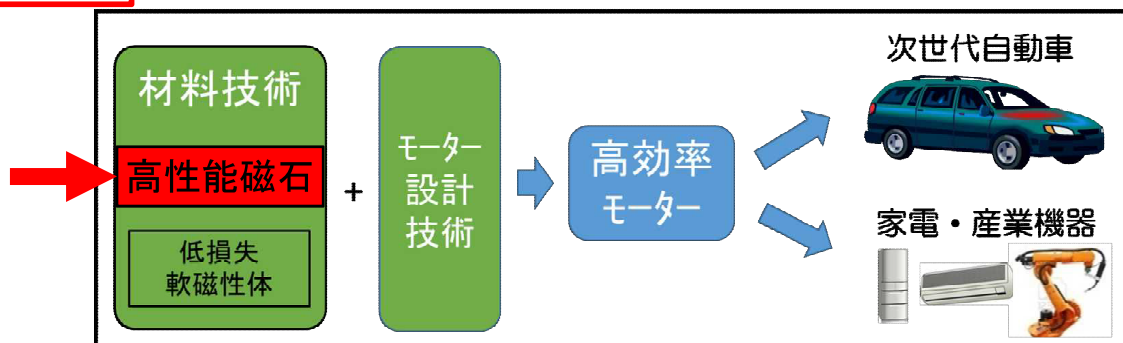 材料技術
高性能磁石
低損失
軟磁性体
+
モーター
設計
技術
高効率
モーター
次世代自動車
家電・産業機器